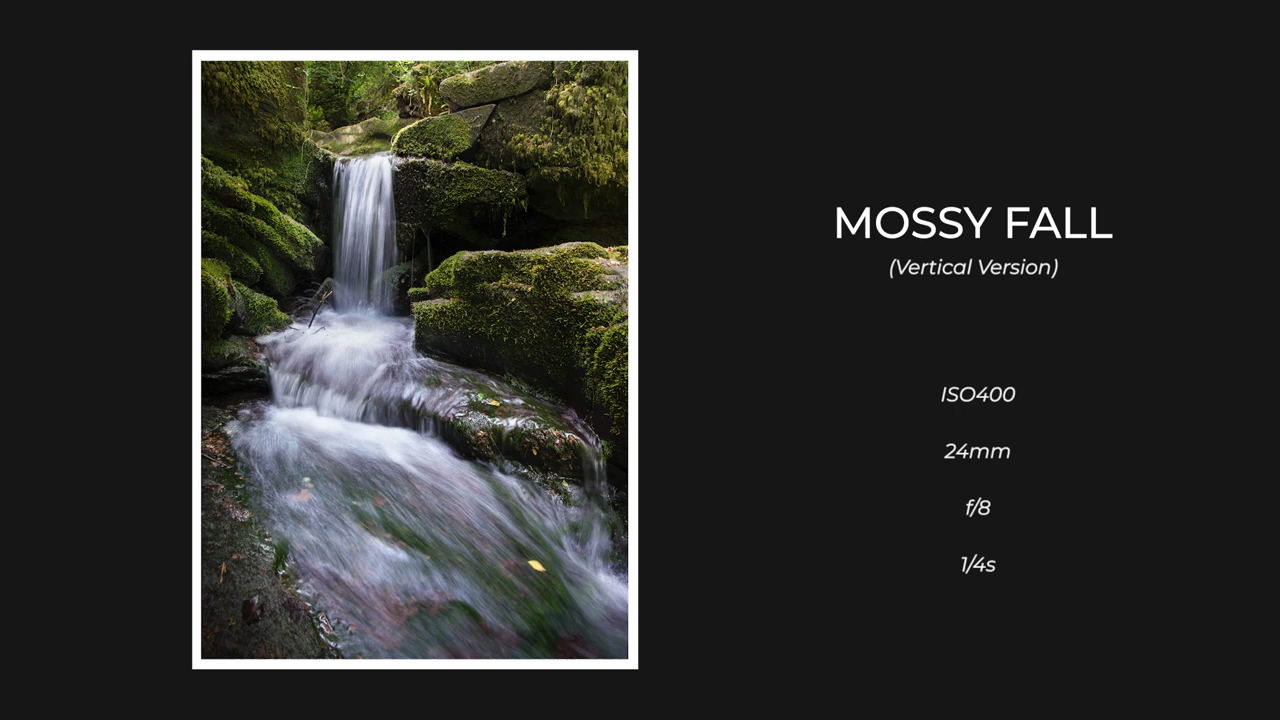 MOSSY FALL
(Vertical Version)
ISO400
24mm
f/8
1/4s